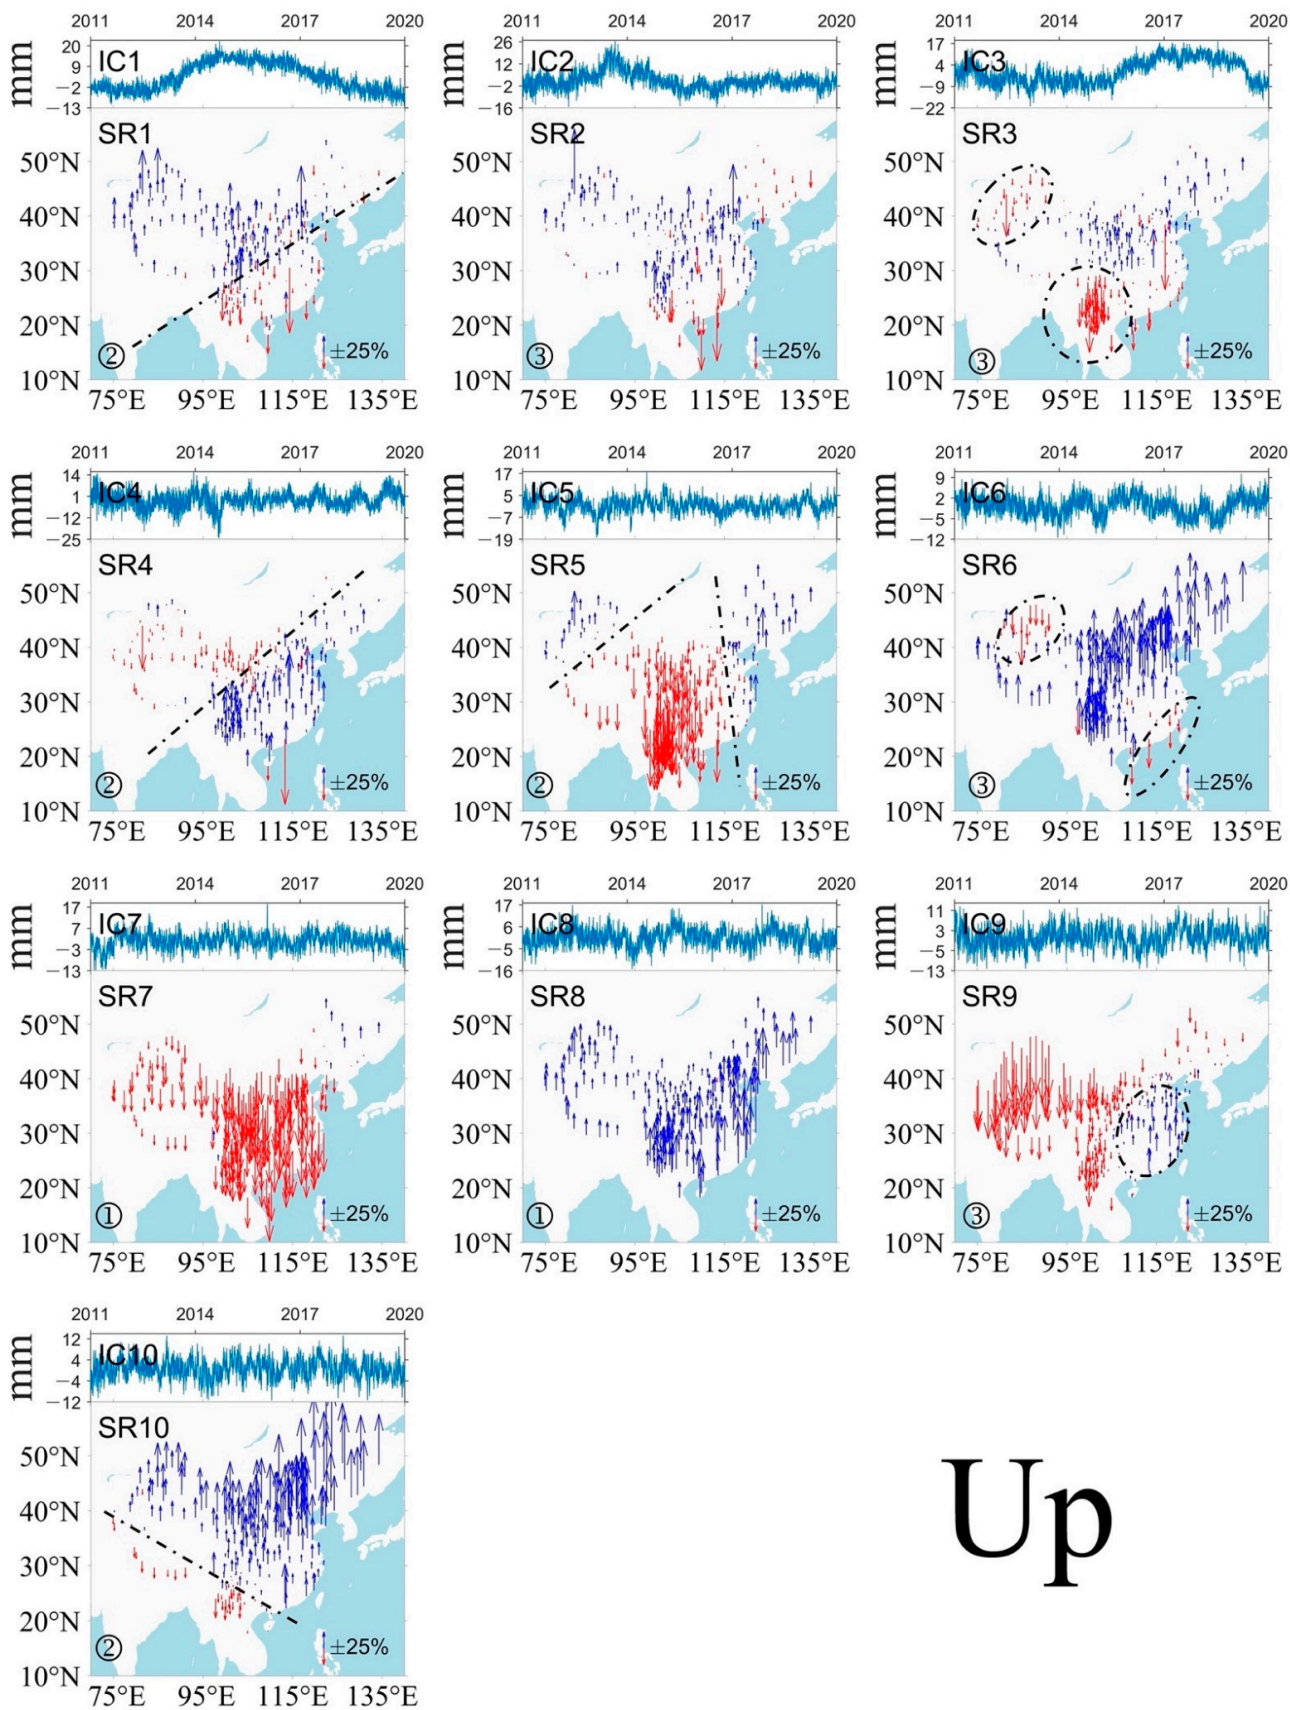 2011 2014 2017 2020
mm
20
9
−2
−13
IC1
SR1
50°N
40°N
30°N
20°N
10°N
②
±25%
75°E 95°E 115°E 135°E
2011 2014 2017 2020
mm
26
12
−2
−16
IC2
SR2
50°N
40°N
30°N
20°N
10°N
③
±25%
75°E 95°E 115°E 135°E
2011 2014 2017 2020
mm
17
4
−9
−22
IC3
SR3
50°N
40°N
30°N
20°N
10°N
③
±25%
75°E 95°E 115°E 135°E
2011 2014 2017 2020
mm
14
1
−12
−25
IC4
SR4
50°N
40°N
30°N
20°N
10°N
②
±25%
75°E 95°E 115°E 135°E
2011 2014 2017 2020
mm
17
5
−7
−19
IC5
SR5
50°N
40°N
30°N
20°N
10°N
②
±25%
75°E 95°E 115°E 135°E
2011 2014 2017 2020
mm
9
2
−5
−12
IC6
SR6
50°N
40°N
30°N
20°N
10°N
③
±25%
75°E 95°E 115°E 135°E
2011 2014 2017 2020
mm
17
7
−3
−13
IC7
SR7
50°N
40°N
30°N
20°N
10°N
①
±25%
75°E 95°E 115°E 135°E
2011 2014 2017 2020
mm
17
6
−5
−16
IC8
SR8
50°N
40°N
30°N
20°N
10°N
①
±25%
75°E 95°E 115°E 135°E
2011 2014 2017 2020
mm
11
3
−5
−13
IC9
SR9
50°N
40°N
30°N
20°N
10°N
③
±25%
75°E 95°E 115°E 135°E
2011 2014 2017 2020
mm
12
4
−4
−12
IC10
SR10
50°N
40°N
30°N
20°N
10°N
②
±25%
75°E 95°E 115°E 135°E
Up